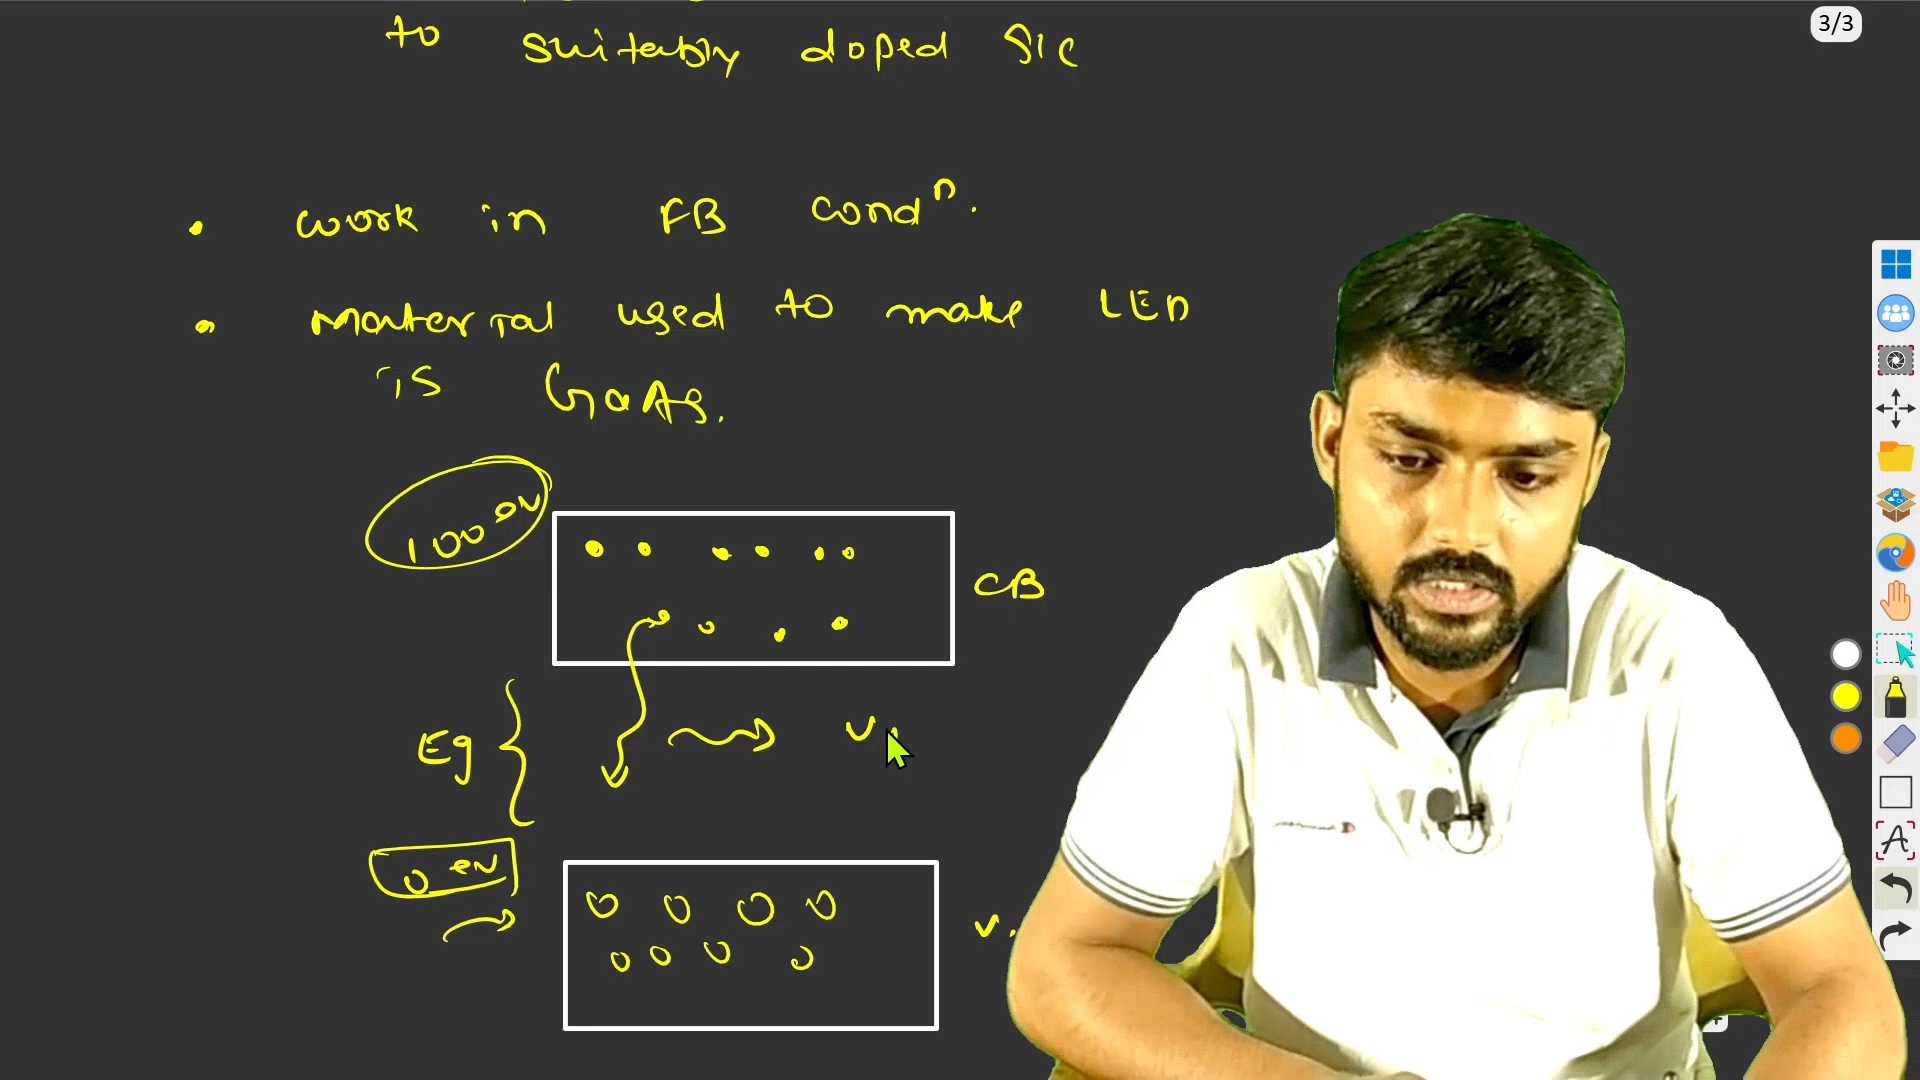 3/3
to suitably doped SiC
• work in FB condⁿ.
• material used to make LED
is GaAs.
100 eV
CB
Eg
V.
0 eV
V.